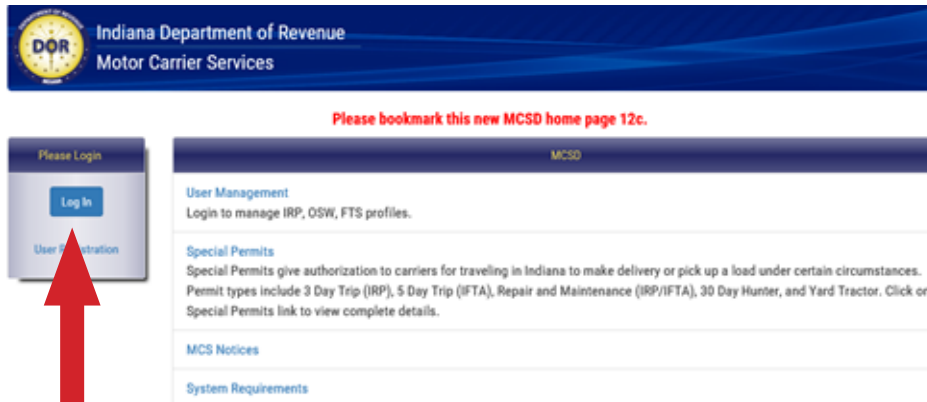 DOR
Indiana Department of Revenue
Motor Carrier Services
Please bookmark this new MCSD home page 12c.
Please Login
Log In
User Registration
MCSD
User Management
Login to manage IRP, OSW, FTS profiles.
Special Permits
Special Permits give authorization to carriers for traveling in Indiana to make delivery or pick up a load under certain circumstances.
Permit types include 3 Day Trip (IRP), 5 Day Trip (IFTA), Repair and Maintenance (IRP/IFTA), 30 Day Hunter, and Yard Tractor. Click
Special Permits link to view complete details.
MCS Notices
System Requirements